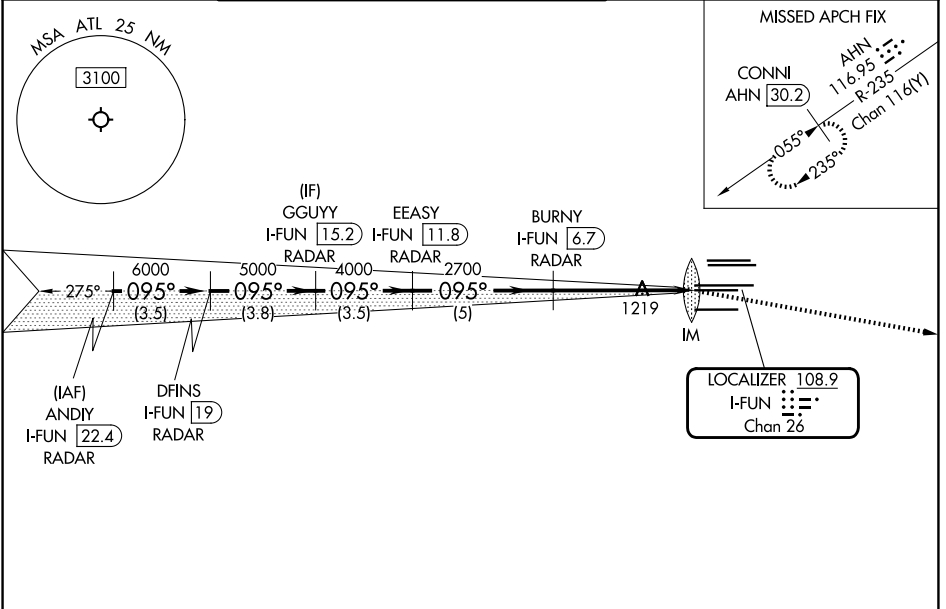 MSA ATL 25 NM
3100
MISSED APCH FIX
AHN
116.95
R-235
Chan 116(Y)
CONNI
AHN 30.2
055°
235°
(IF)
GGUYY
I-FUN 15.2
RADAR
EEASY
I-FUN 11.8
RADAR
BURNY
I-FUN 6.7
RADAR
6000
5000
4000
2700
275°
095°
095°
095°
095°
(3.5)
(3.8)
(3.5)
(5)
1219
IM
(IAF)
ANDIY
I-FUN 22.4
RADAR
DFINS
I-FUN 19
RADAR
LOCALIZER 108.9
I-FUN
Chan 26